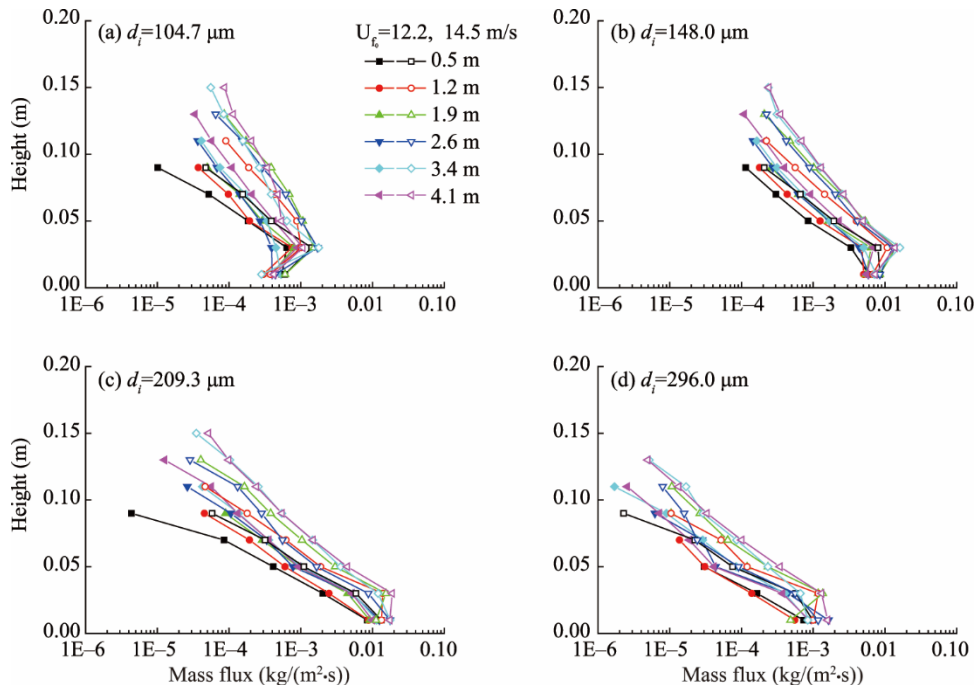 (a) dᵢ=104.7 μm
U_f₀=12.2, 14.5 m/s
0.5 m
1.2 m
1.9 m
2.6 m
3.4 m
4.1 m
Height (m)
0.20
0.15
0.10
0.05
0.00
1E–6
1E–5
1E–4
1E–3
0.01
0.10
(b) dᵢ=148.0 μm
0.20
0.15
0.10
0.05
0.00
1E–6
1E–5
1E–4
1E–3
0.01
0.10
(c) dᵢ=209.3 μm
Height (m)
0.20
0.15
0.10
0.05
0.00
1E–6
1E–5
1E–4
1E–3
0.01
0.10
Mass flux (kg/(m²·s))
(d) dᵢ=296.0 μm
0.20
0.15
0.10
0.05
0.00
1E–6
1E–5
1E–4
1E–3
0.01
0.10
Mass flux (kg/(m²·s))